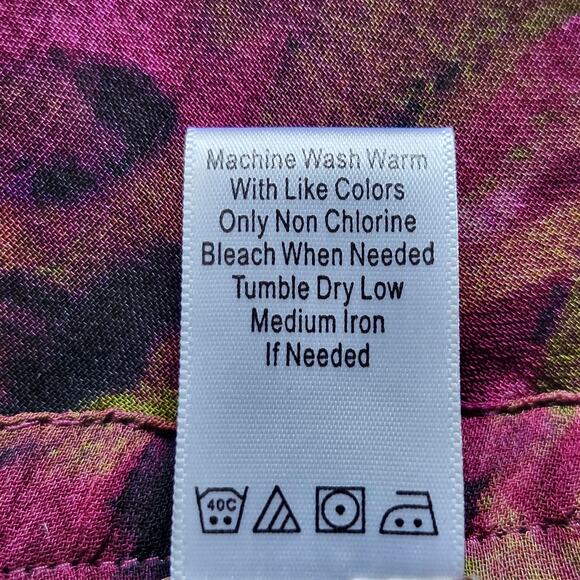 Machine Wash Warm
With Like Colors
Only Non Chlorine
Bleach When Needed
Tumble Dry Low
Medium Iron
If Needed
40C